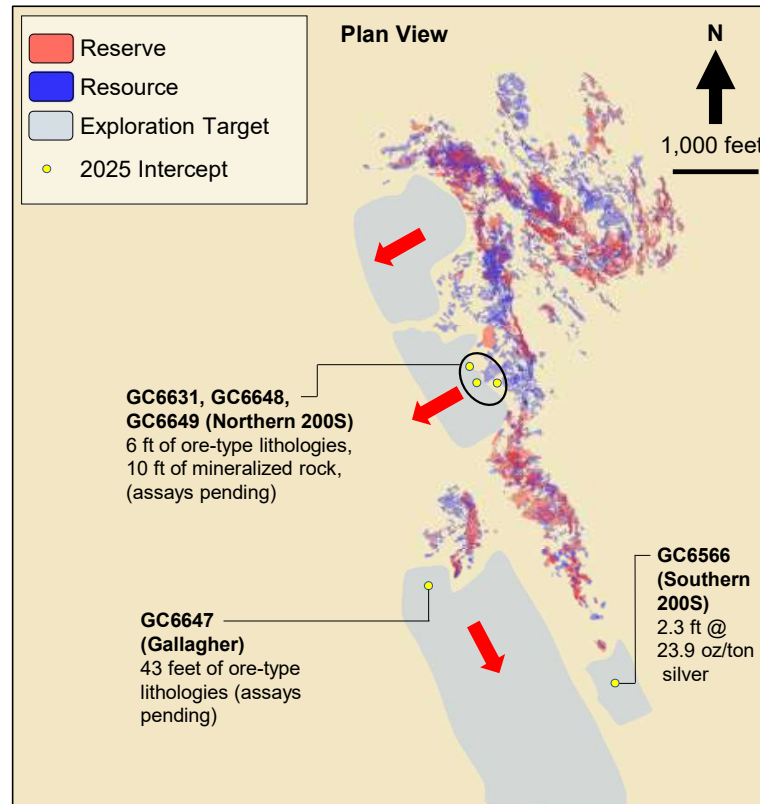 Plan View
Reserve
Resource
Exploration Target
2025 Intercept
N
1,000 feet
GC6631, GC6648,
GC6649 (Northern 200S)
6 ft of ore-type lithologies,
10 ft of mineralized rock,
(assays pending)
GC6566
(Southern
200S)
2.3 ft @
23.9 oz/ton
silver
GC6647
(Gallagher)
43 feet of ore-type
lithologies (assays
pending)